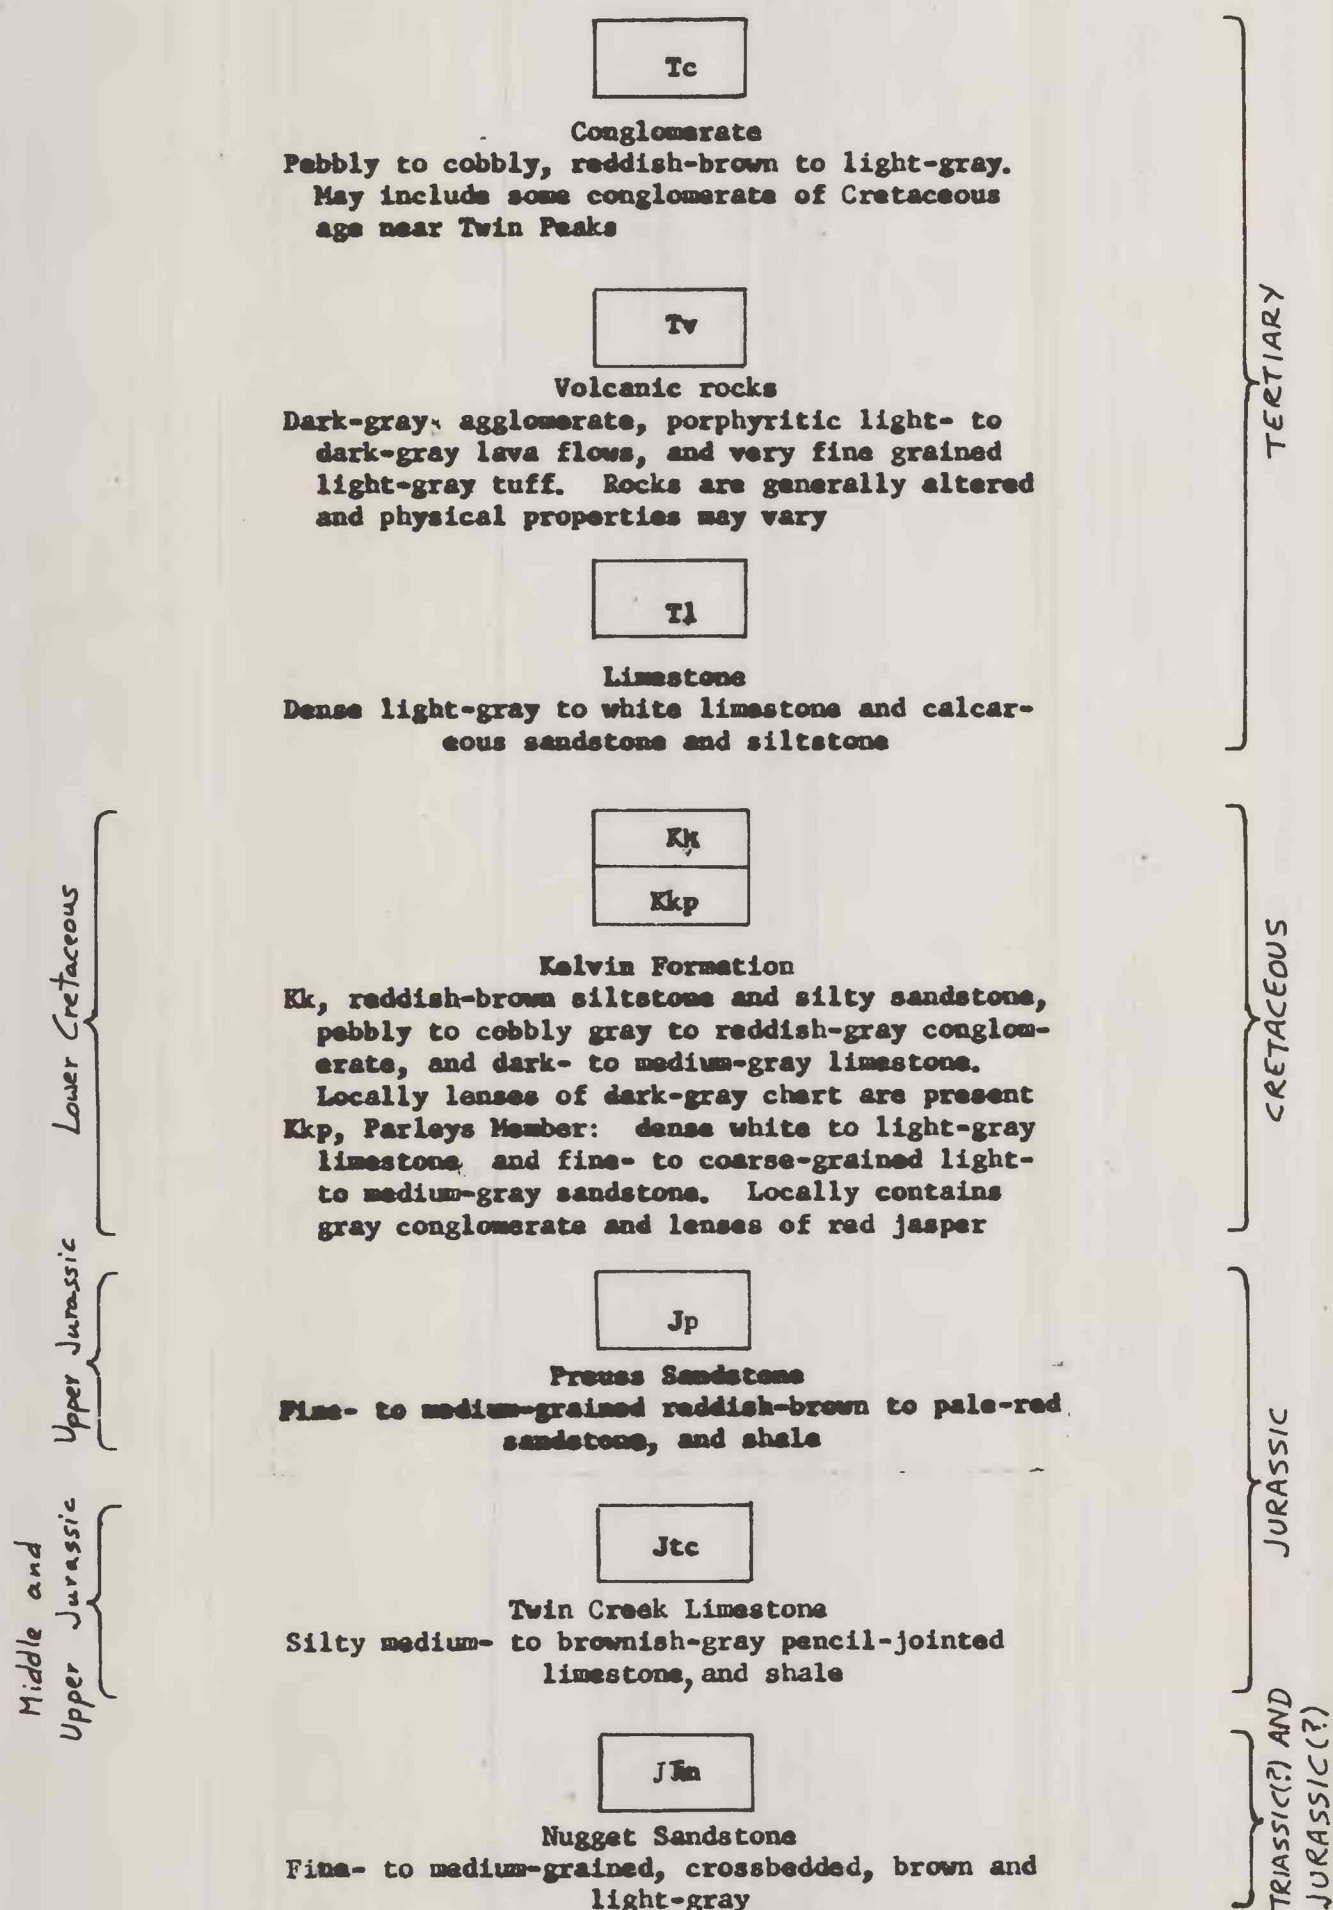 Tc
Conglomerate
Pebbly to cobbly, reddish-brown to light-gray.
May include some conglomerate of Cretaceous
age near Twin Peaks
Tv
Volcanic rocks
Dark-gray agglomerate, porphyritic light- to
dark-gray lava flows, and very fine grained
light-gray tuff. Rocks are generally altered
and physical properties may vary
Tl
Limestone
Dense light-gray to white limestone and calcar-
eous sandstone and siltstone
TERTIARY
Kk
Kkp
Kelvin Formation
Kk, reddish-brown siltstone and silty sandstone,
pebbly to cobbly gray to reddish-gray conglom-
erate, and dark- to medium-gray limestone.
Locally lenses of dark-gray chert are present
Kkp, Parleys Member: dense white to light-gray
limestone and fine- to coarse-grained light-
to medium-gray sandstone. Locally contains
gray conglomerate and lenses of red jasper
Lower Cretaceous
CRETACEOUS
Jp
Preuss Sandstone
Fine- to medium-grained reddish-brown to pale-red
sandstone, and shale
Upper Jurassic
Jtc
Twin Creek Limestone
Silty medium- to brownish-gray pencil-jointed
limestone, and shale
Middle and
Upper Jurassic
JURASSIC
Nugget Sandstone
Fine- to medium-grained, crossbedded, brown and
light-gray
TRIASSIC(?) AND
JURASSIC(?)